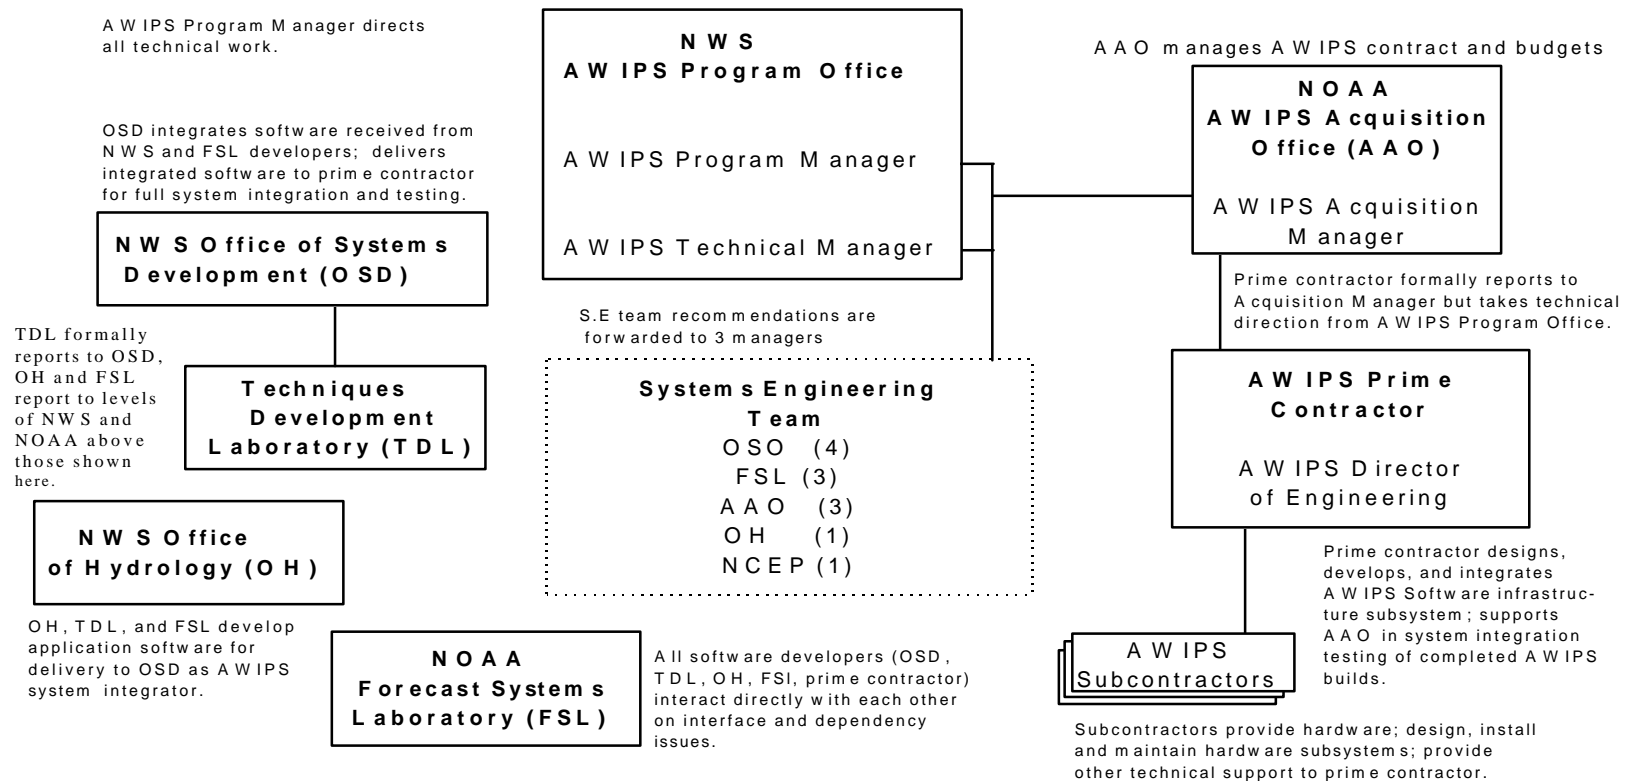 AWIPS Program Manager directs
all technical work.
NWS
AWIPS Program Office
AWIPS Program Manager
AWIPS Technical Manager
AAO manages AWIPS contract and budgets
NOAA
AWIPS Acquisition
Office (AAO)
AWIPS Acquisition
Manager
OSD integrates software received from
NWS and FSL developers; delivers
integrated software to prime contractor
for full system integration and testing.
NWS Office of Systems
Development (OSD)
Prime contractor formally reports to
Acquisition Manager but takes technical
direction from AWIPS Program Office.
S.E team recommendations are
forwarded to 3 managers
TDL formally
reports to OSD,
OH and FSL
report to levels
of NWS and
NOAA above
those shown
here.
Techniques
Development
Laboratory (TDL)
Systems Engineering
Team
OSO (4)
FSL (3)
AAO (3)
OH (1)
NCEP (1)
AWIPS Prime
Contractor
AWIPS Director
of Engineering
NWS Office
of Hydrology (OH)
OH, TDL, and FSL develop
application software for
delivery to OSD as AWIPS
system integrator.
NOAA
Forecast Systems
Laboratory (FSL)
All software developers (OSD,
TDL, OH, FSI, prime contractor)
interact directly with each other
on interface and dependency
issues.
Prime contractor designs,
develops, and integrates
AWIPS Software infrastruc-
ture subsystem; supports
AAO in system integration
testing of completed AWIPS
builds.
AWIPS
Subcontractors
Subcontractors provide hardware; design, install
and maintain hardware subsystems; provide
other technical support to prime contractor.